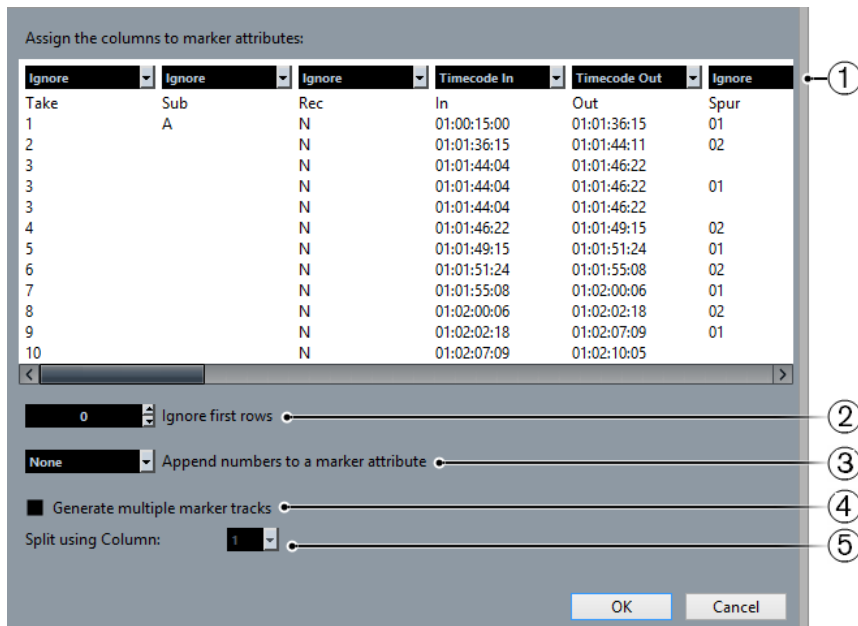 Assign the columns to marker attributes:
Ignore Ignore Ignore Timecode In Timecode Out Ignore 1
Take Sub Rec In Out Spur
1 A N 01:00:15:00 01:01:36:15 01
2 N 01:01:36:15 01:01:44:11 02
3 N 01:01:44:04 01:01:46:22
3 N 01:01:44:04 01:01:46:22 01
3 N 01:01:44:04 01:01:46:22
4 N 01:01:46:22 01:01:49:15 02
5 N 01:01:49:15 01:01:51:24 01
6 N 01:01:51:24 01:01:55:08 02
7 N 01:01:55:08 01:02:00:06 01
8 N 01:02:00:06 01:02:02:18 02
9 N 01:02:02:18 01:02:07:09 01
10 N 01:02:07:09 01:02:10:05
0 Ignore first rows 2
None Append numbers to a marker attribute 3
Generate multiple marker tracks 4
Split using Column: 1 5
OK Cancel